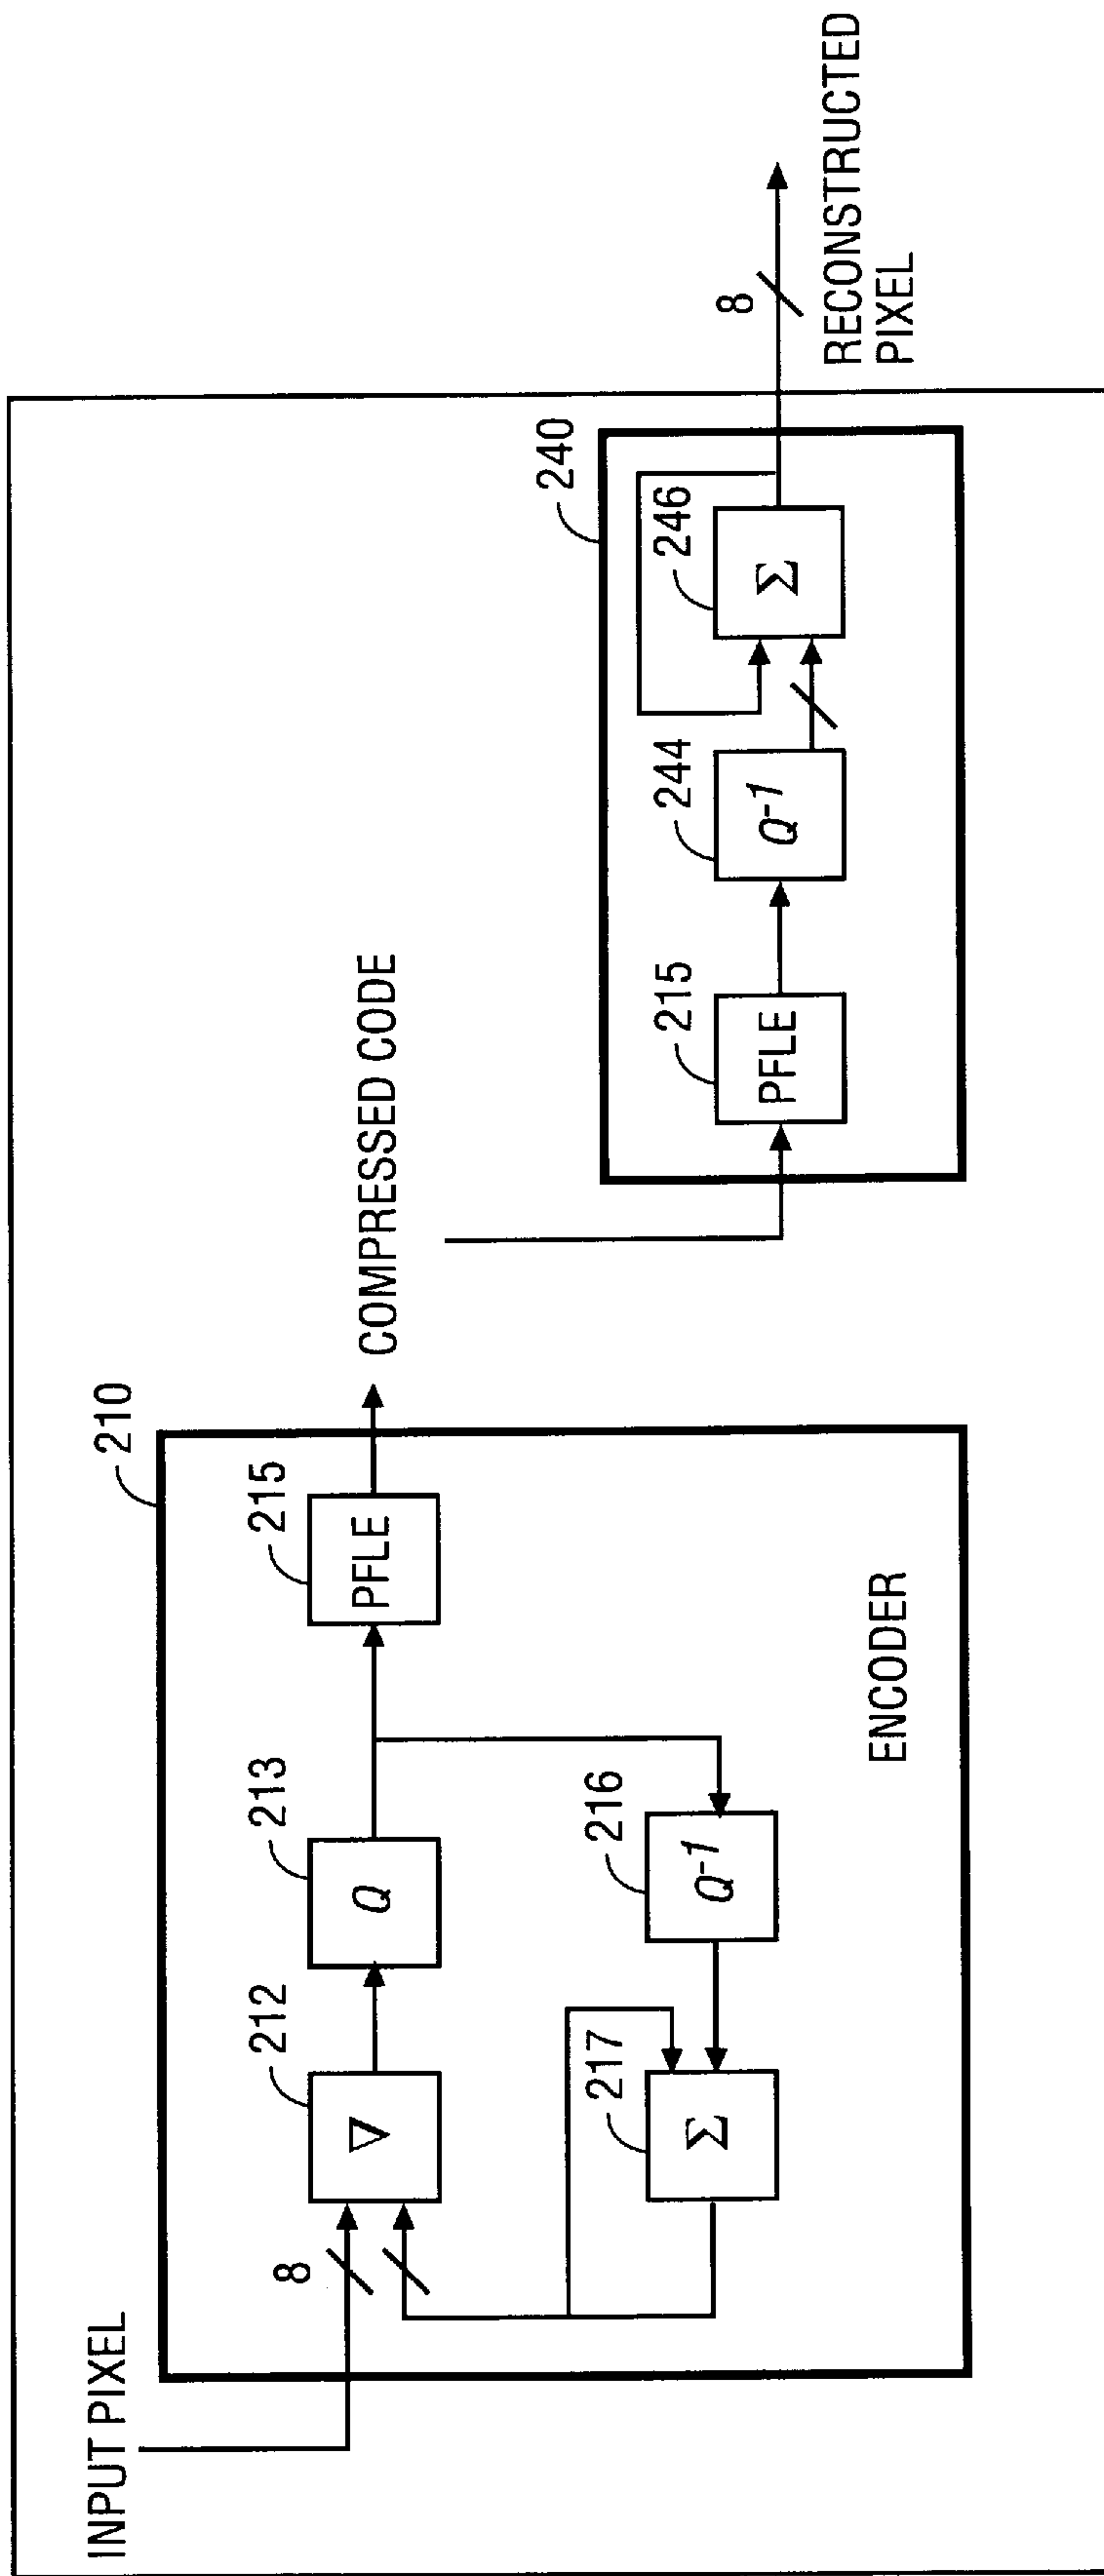 INPUT PIXEL
8
212
∇
213
Q
215
PFLE
210
COMPRESSED CODE
217
Σ
216
Q-1
ENCODER
215
PFLE
244
Q-1
246
Σ
240
8
RECONSTRUCTED
PIXEL